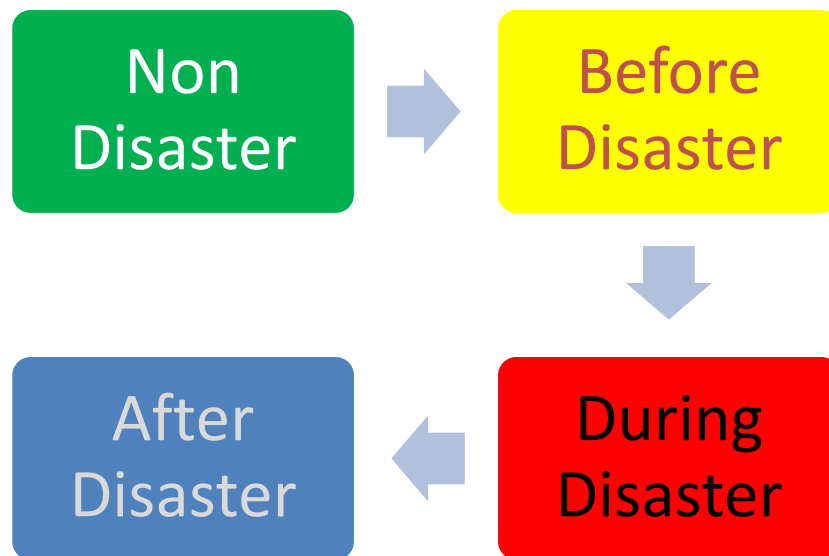 Non
Disaster
Before
Disaster
During
Disaster
After
Disaster